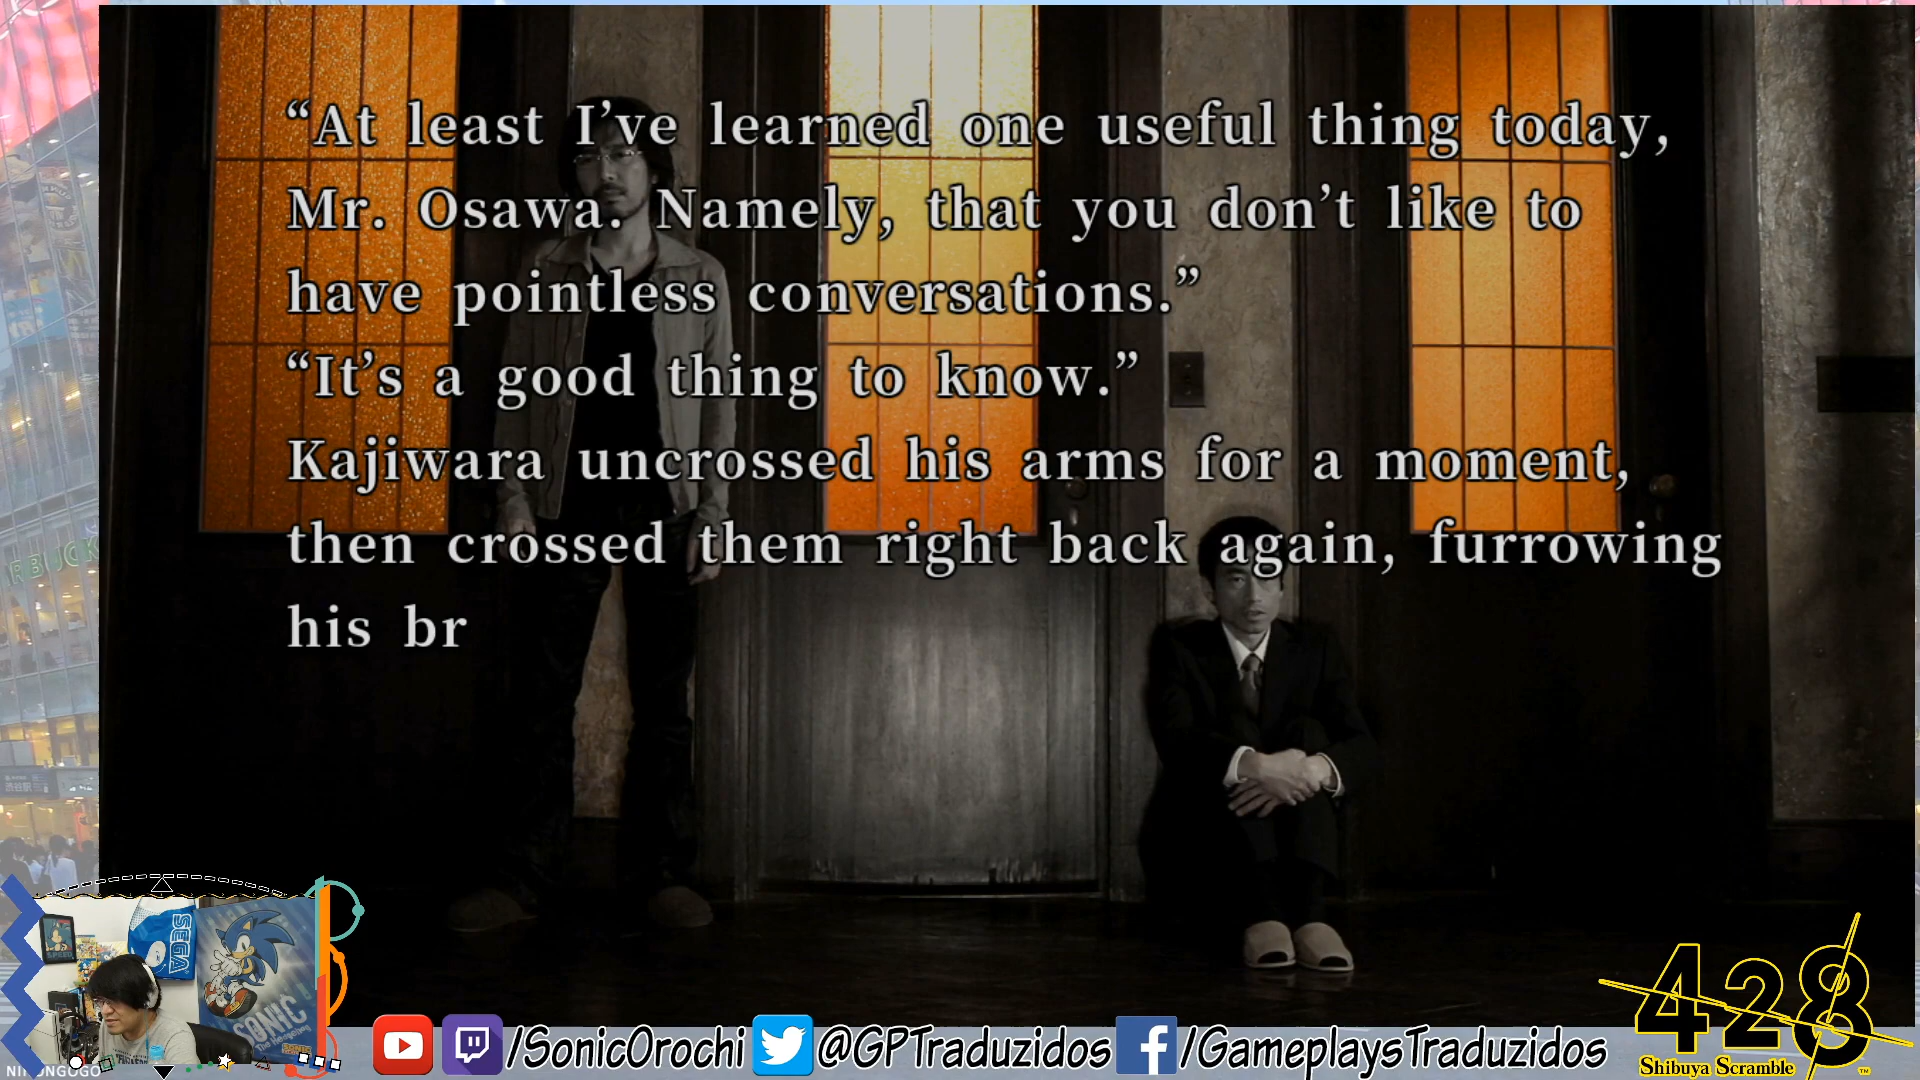 “At least I’ve learned one useful thing today,
Mr. Osawa. Namely, that you don’t like to
have pointless conversations.”
“It’s a good thing to know.”
Kajiwara uncrossed his arms for a moment,
then crossed them right back again, furrowing
his br
SEGA
SONIC
/SonicOrochi @GPTraduzidos /GameplaysTraduzidos
428
Shibuya Scramble